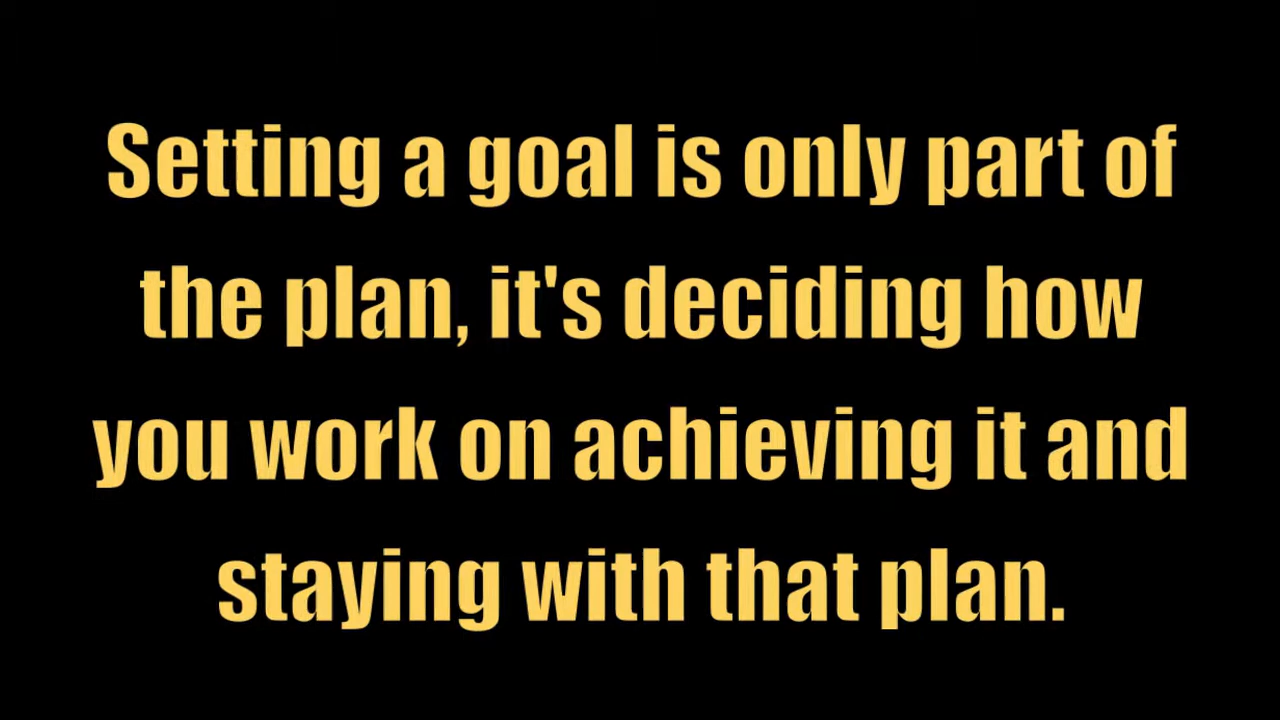 Setting a goal is only part of
the plan, it's deciding how
you work on achieving it and
staying with that plan.